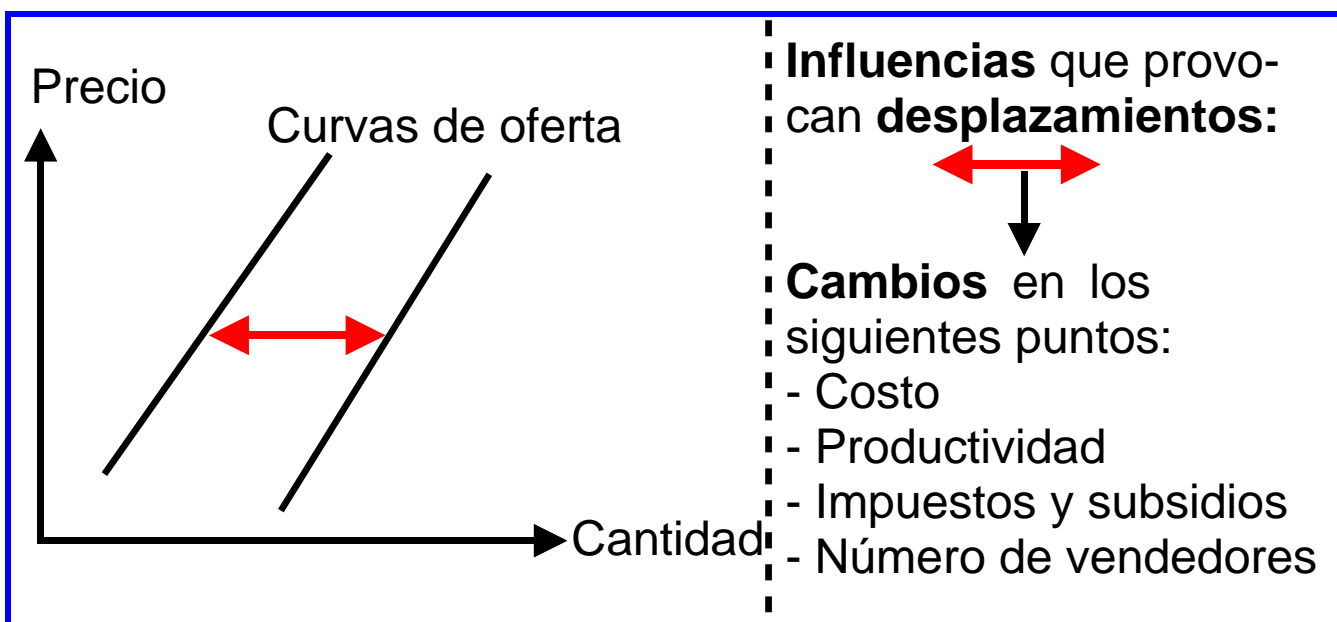 Precio
Curvas de oferta
Cantidad
Influencias que provo-
can desplazamientos:
Cambios en los
siguientes puntos:
- Costo
- Productividad
- Impuestos y subsidios
- Número de vendedores